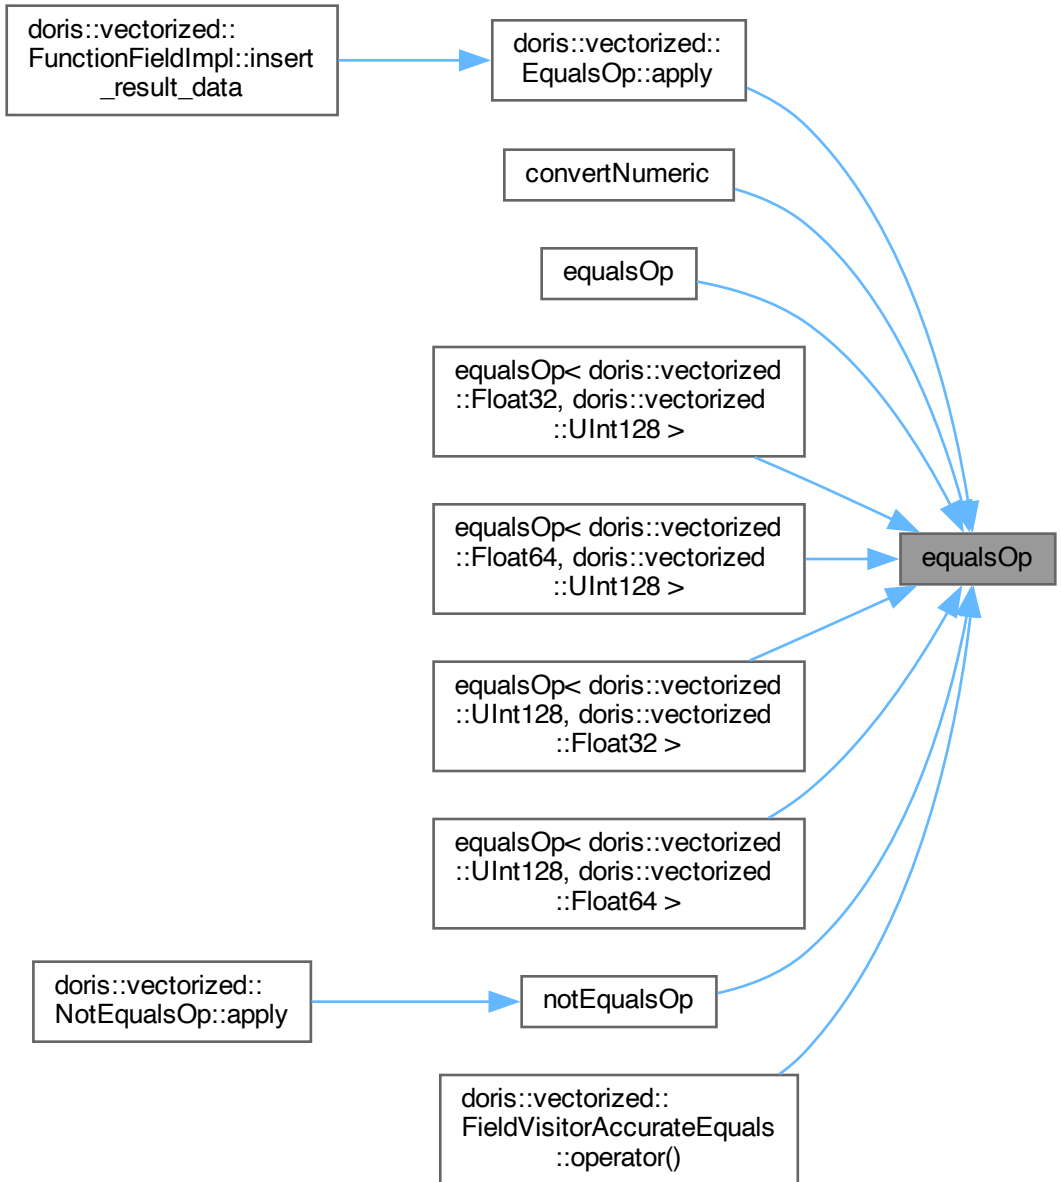 doris::vectorized::
FunctionFieldImpl::insert
_result_data
doris::vectorized::
EqualsOp::apply
convertNumeric
equalsOp
equalsOp< doris::vectorized
::Float32, doris::vectorized
::UInt128 >
equalsOp< doris::vectorized
::Float64, doris::vectorized
::UInt128 >
equalsOp
equalsOp< doris::vectorized
::UInt128, doris::vectorized
::Float32 >
equalsOp< doris::vectorized
::UInt128, doris::vectorized
::Float64 >
doris::vectorized::
NotEqualsOp::apply
notEqualsOp
doris::vectorized::
FieldVisitorAccurateEquals
::operator()